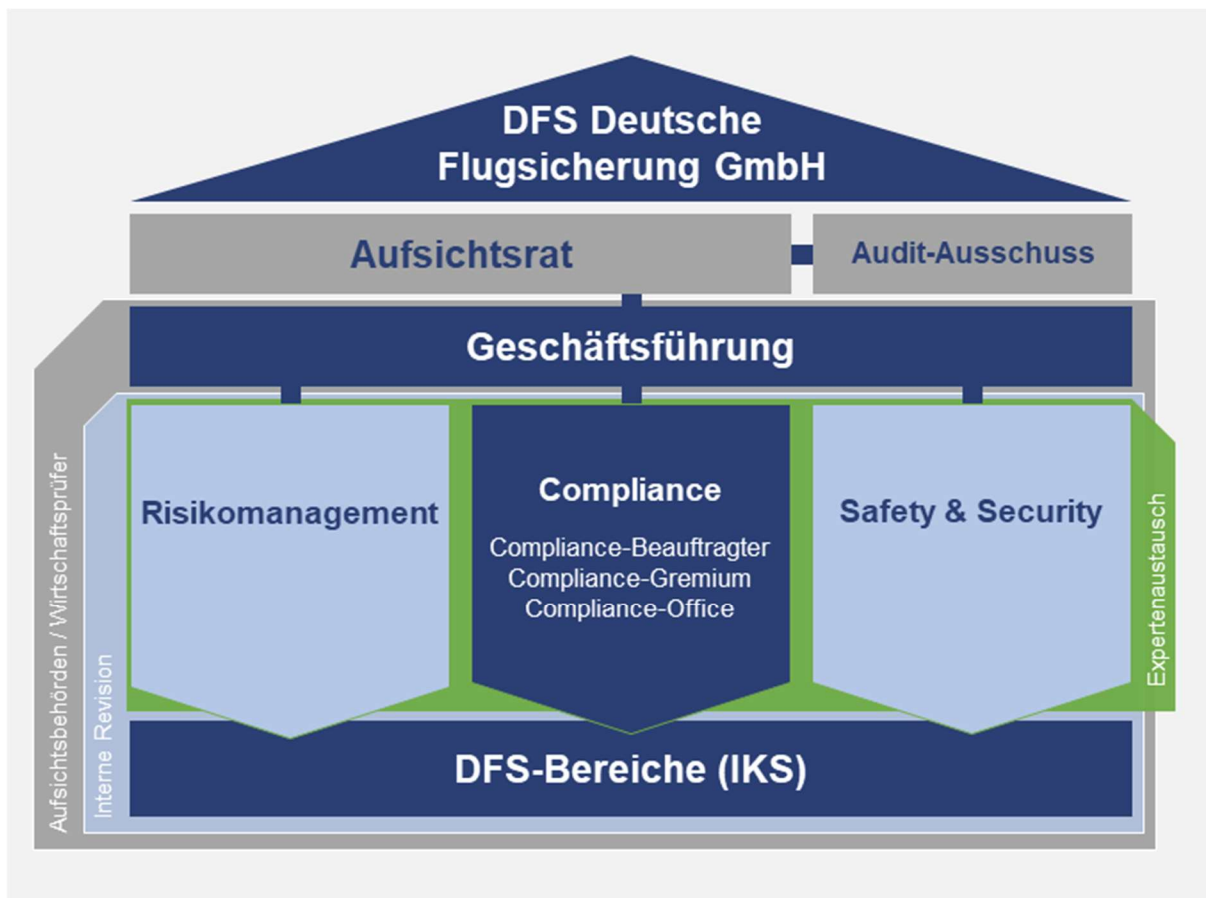 DFS Deutsche
Flugsicherung GmbH
Aufsichtsrat
Audit-Ausschuss
Geschäftsführung
Risikomanagement
Compliance
Compliance-Beauftragter
Compliance-Gremium
Compliance-Office
Safety & Security
DFS-Bereiche (IKS)
Aufsichtsbehörden / Wirtschaftsprüfer
Interne Revision
Expertenaustausch